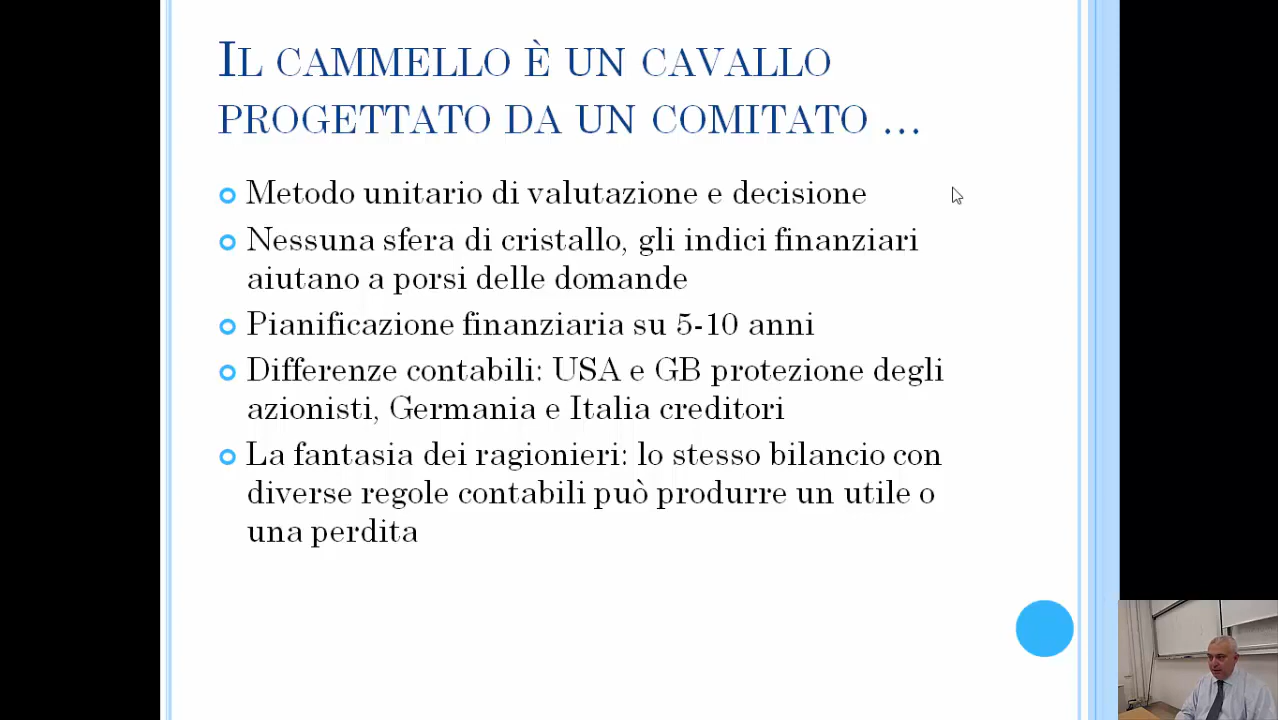 Il cammello è un cavallo
progettato da un comitato …
Metodo unitario di valutazione e decisione
Nessuna sfera di cristallo, gli indici finanziari
aiutano a porsi delle domande
Pianificazione finanziaria su 5-10 anni
Differenze contabili: USA e GB protezione degli
azionisti, Germania e Italia creditori
La fantasia dei ragionieri: lo stesso bilancio con
diverse regole contabili può produrre un utile o
una perdita